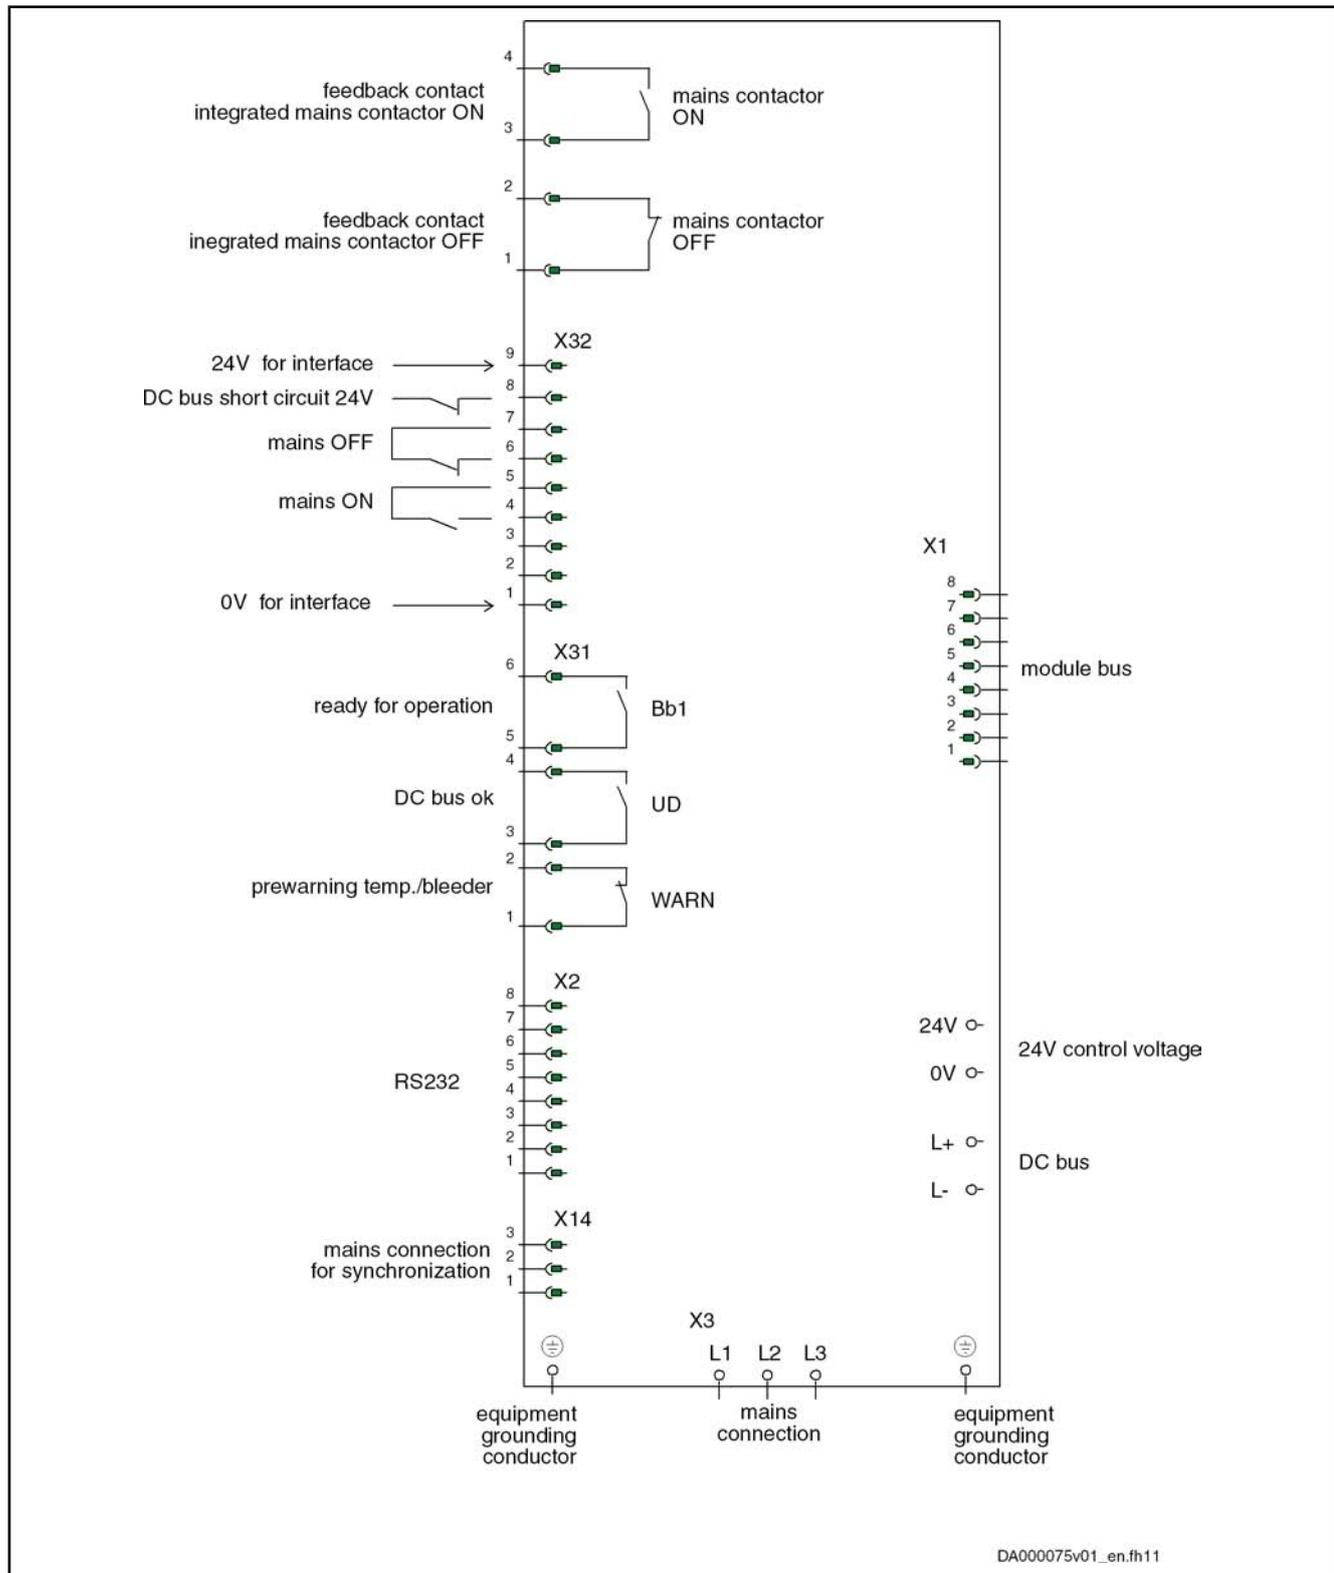 4
feedback contact
integrated mains contactor ON
mains contactor
ON
3
2
feedback contact
inegrated mains contactor OFF
mains contactor
OFF
1
X32
24V for interface
9
DC bus short circuit 24V
8
7
mains OFF
6
5
mains ON
4
3
2
0V for interface
1
X1
8
7
6
5
4
3
2
1
module bus
X31
6
ready for operation
Bb1
5
4
DC bus ok
UD
3
2
prewarning temp./bleeder
WARN
1
X2
8
7
6
5
RS232
4
3
2
1
24V
24V control voltage
0V
L+
DC bus
L-
X14
3
mains connection
for synchronization
2
1
X3
L1 L2 L3
equipment
grounding
conductor
mains
connection
equipment
grounding
conductor
DA000075v01_en.fh11